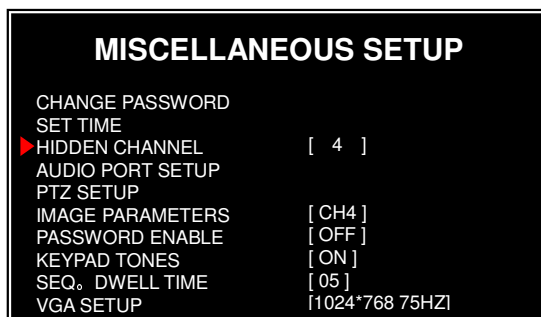 MISCELLANEOUS SETUP
CHANGE PASSWORD
SET TIME
HIDDEN CHANNEL [ 4 ]
AUDIO PORT SETUP
PTZ SETUP
IMAGE PARAMETERS [ CH4 ]
PASSWORD ENABLE [ OFF ]
KEYPAD TONES [ ON ]
SEQ。DWELL TIME [ 05 ]
VGA SETUP [1024*768 75HZ]